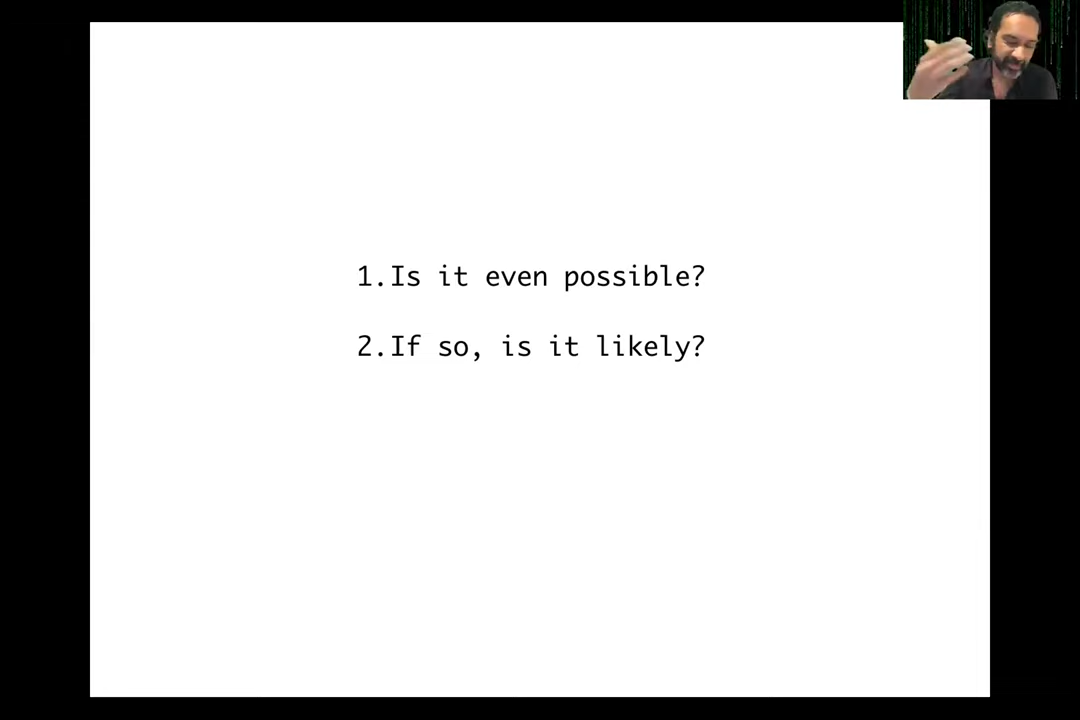 1.Is it even possible?
2.If so, is it likely?